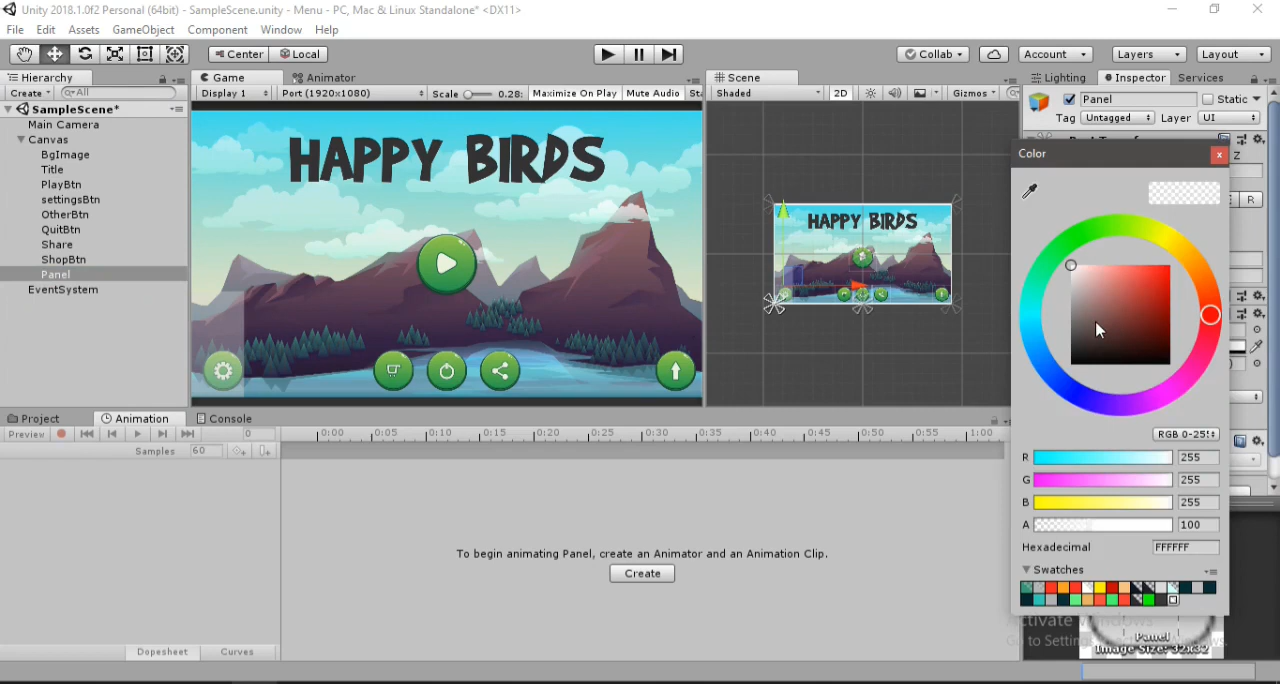 Unity 2018.1.0f2 Personal (64bit) - SampleScene.unity - Menu - PC, Mac & Linux Standalone* <DX11>
File Edit Assets GameObject Component Window Help
Center Local Collab Account Layers Layout
Hierarchy Game Animator Scene Lighting Inspector Services
Create All Display 1 Port (1920x1080) Scale 0.28: Maximize On Play Mute Audio Shaded 2D Gizmos Panel Static
SampleScene* Tag Untagged Layer UI
Main Camera
Canvas
BgImage
Title
PlayBtn
settingsBtn
OtherBtn
QuitBtn
Share
ShopBtn
Panel
EventSystem
HAPPY BIRDS
HAPPY BIRDS
Color
Z
R
RGB 0-25
R 255
G 255
B 255
A 100
Hexadecimal FFFFFF
Swatches
Project Animation Console
Preview 0 0:00 0:05 0:10 0:15 0:20 0:25 0:30 0:35 0:40 0:45 0:50 0:55 1:00
Samples 60
To begin animating Panel, create an Animator and an Animation Clip.
Create
Dopesheet Curves
Activate Windows
Go to Settings
Panel
Image Size: 32x32